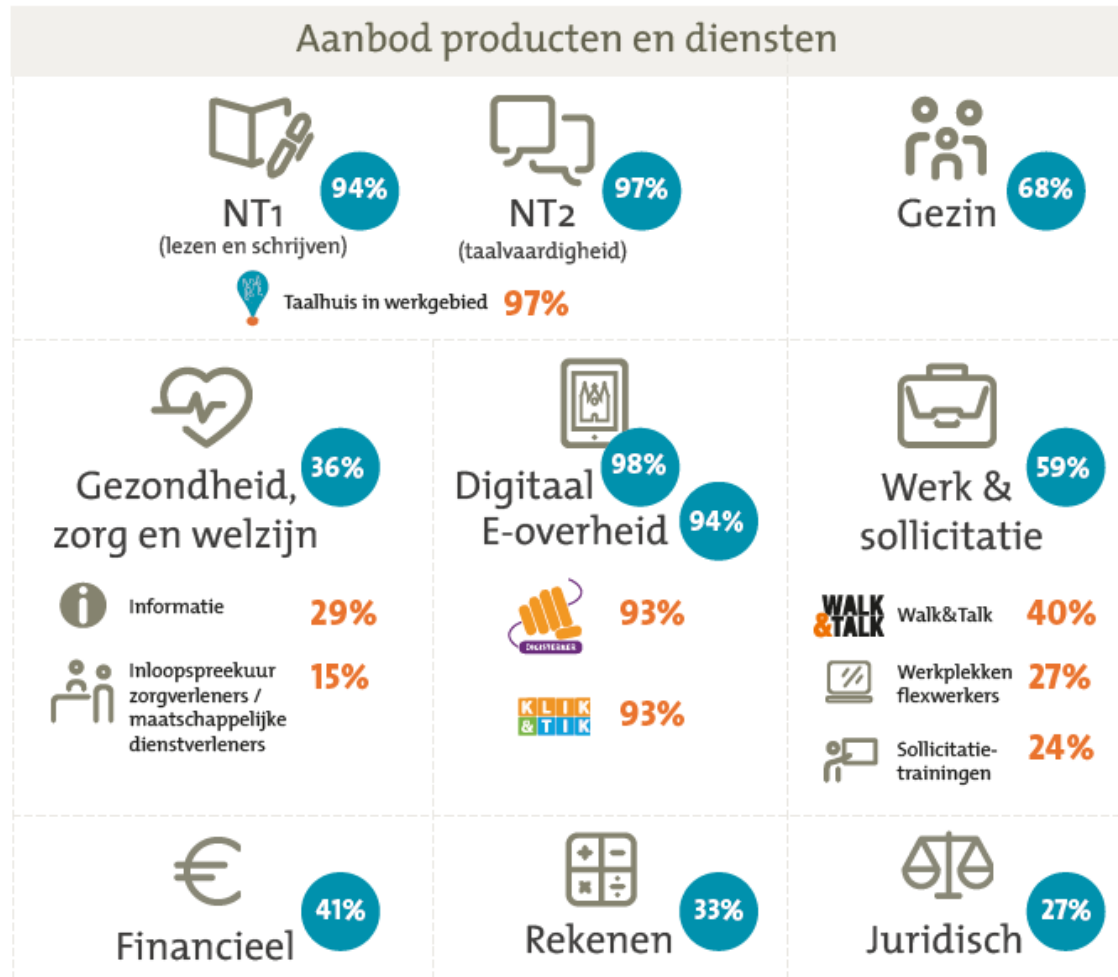 Aanbod producten en diensten
94%
NT1
(lezen en schrijven)
97%
NT2
(taalvaardigheid)
Taalhuis in werkgebied 97%
68%
Gezin
36%
Gezondheid,
zorg en welzijn
Informatie 29%
Inloopspreekuur 15%
zorgverleners /
maatschappelijke
dienstverleners
98%
Digitaal
E-overheid 94%
DIGISTERKER 93%
KLIK
&TIK 93%
59%
Werk &
sollicitatie
WALK
&TALK Walk&Talk 40%
Werkplekken 27%
flexwerkers
Sollicitatie- 24%
trainingen
41%
Financieel
33%
Rekenen
27%
Juridisch